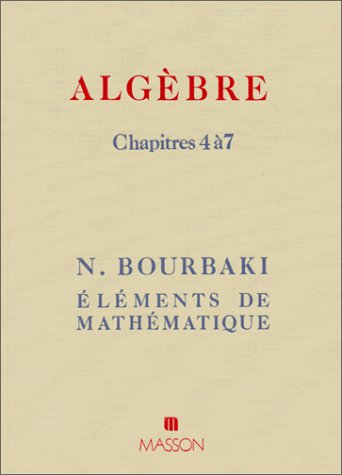 ALGÈBRE
Chapitres 4 à 7
N. BOURBAKI
ÉLÉMENTS DE
MATHÉMATIQUE
m
MASSON